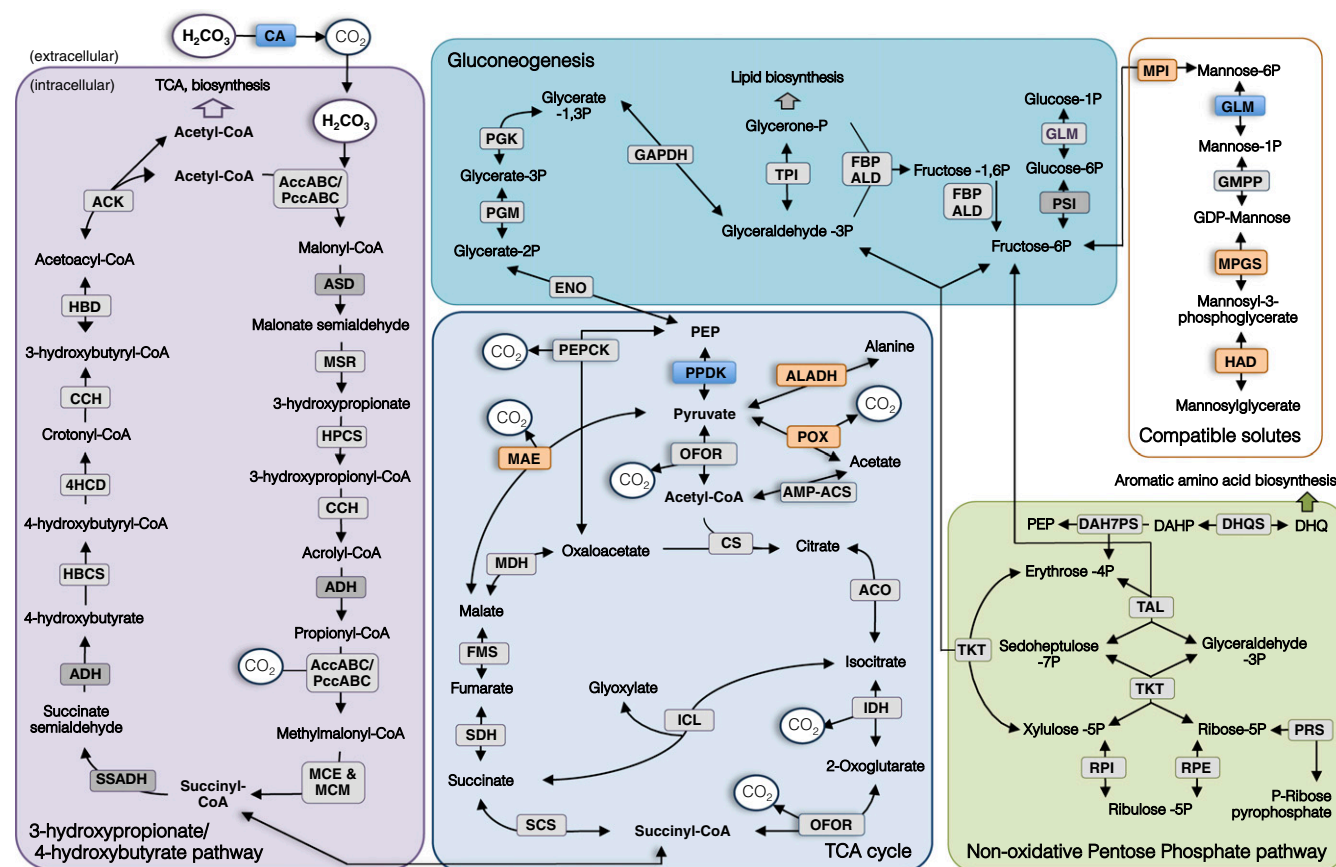 H2CO3
CA
CO2
(extracellular)
(intracellular)
TCA, biosynthesis
Acetyl-CoA
H2CO3
Acetyl-CoA
AccABC/
PccABC
ACK
Malonyl-CoA
Acetoacyl-CoA
ASD
HBD
Malonate semialdehyde
3-hydroxybutyryl-CoA
MSR
CCH
3-hydroxypropionate
Crotonyl-CoA
HPCS
4HCD
3-hydroxypropionyl-CoA
CCH
4-hydroxybutyryl-CoA
Acrolyl-CoA
HBCS
ADH
4-hydroxybutyrate
Propionyl-CoA
CO2
AccABC/
PccABC
ADH
Succinate
semialdehyde
Methylmalonyl-CoA
SSADH
MCE &
MCM
Succinyl-
CoA
3-hydroxypropionate/
4-hydroxybutyrate pathway
Gluconeogenesis
Glycerate
-1,3P
PGK
Glycerate-3P
PGM
Glycerate-2P
ENO
GAPDH
Lipid biosynthesis
Glycerone-P
TPI
Glyceraldehyde -3P
FBP
ALD
Fructose -1,6P
FBP
ALD
Glucose-1P
GLM
Glucose-6P
PSI
Fructose-6P
MPI
Mannose-6P
GLM
Mannose-1P
GMPP
GDP-Mannose
MPGS
Mannosyl-3-
phosphoglycerate
HAD
Mannosylglycerate
Compatible solutes
PEP
CO2
PEPCK
PPDK
Alanine
ALADH
CO2
Pyruvate
CO2
MAE
POX
OFOR
CO2
Acetate
Acetyl-CoA
AMP-ACS
CS
Oxaloacetate
Citrate
MDH
ACO
Malate
FMS
Isocitrate
Fumarate
Glyoxylate
ICL
IDH
CO2
SDH
2-Oxoglutarate
Succinate
CO2
SCS
Succinyl-CoA
OFOR
TCA cycle
Aromatic amino acid biosynthesis
PEP
DAH7PS
DAHP
DHQS
DHQ
Erythrose -4P
TAL
TKT
Sedoheptulose
-7P
Glyceraldehyde
-3P
TKT
Xylulose -5P
Ribose-5P
PRS
RPI
RPE
Ribulose -5P
P-Ribose
pyrophosphate
Non-oxidative Pentose Phosphate pathway